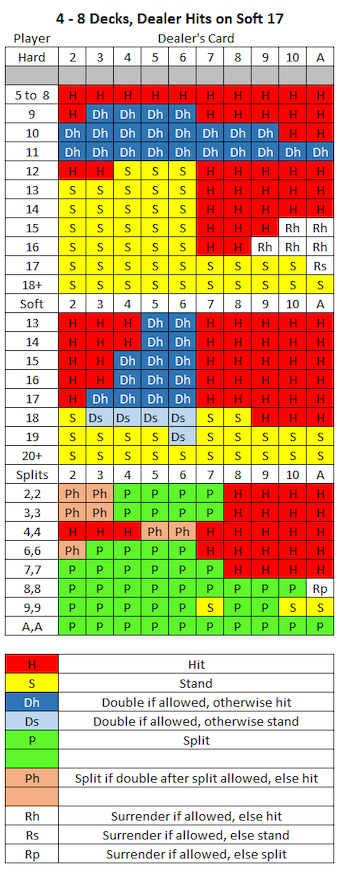 4 - 8 Decks, Dealer Hits on Soft 17
Player Dealer's Card
Hard 2 3 4 5 6 7 8 9 10 A
5 to 8 H H H H H H H H H H
9 H Dh Dh Dh Dh H H H H H
10 Dh Dh Dh Dh Dh Dh Dh Dh H H
11 Dh Dh Dh Dh Dh Dh Dh Dh Dh Dh
12 H H S S S H H H H H
13 S S S S S H H H H H
14 S S S S S H H H H H
15 S S S S S H H H Rh Rh
16 S S S S S H H Rh Rh Rh
17 S S S S S S S S S Rs
18+ S S S S S S S S S S
Soft 2 3 4 5 6 7 8 9 10 A
13 H H H Dh Dh H H H H H
14 H H H Dh Dh H H H H H
15 H H Dh Dh Dh H H H H H
16 H H Dh Dh Dh H H H H H
17 H Dh Dh Dh Dh H H H H H
18 S Ds Ds Ds Ds S S H H H
19 S S S S Ds S S S S S
20+ S S S S S S S S S S
Splits 2 3 4 5 6 7 8 9 10 A
2,2 Ph Ph P P P P H H H H
3,3 Ph Ph P P P P H H H H
4,4 H H H Ph Ph H H H H H
6,6 Ph P P P P H H H H H
7,7 P P P P P P H H H H
8,8 P P P P P P P P P Rp
9,9 P P P P P S P P S S
A,A P P P P P P P P P P
H Hit
S Stand
Dh Double if allowed, otherwise hit
Ds Double if allowed, otherwise stand
P Split
Ph Split if double after split allowed, else hit
Rh Surrender if allowed, else hit
Rs Surrender if allowed, else stand
Rp Surrender if allowed, else split